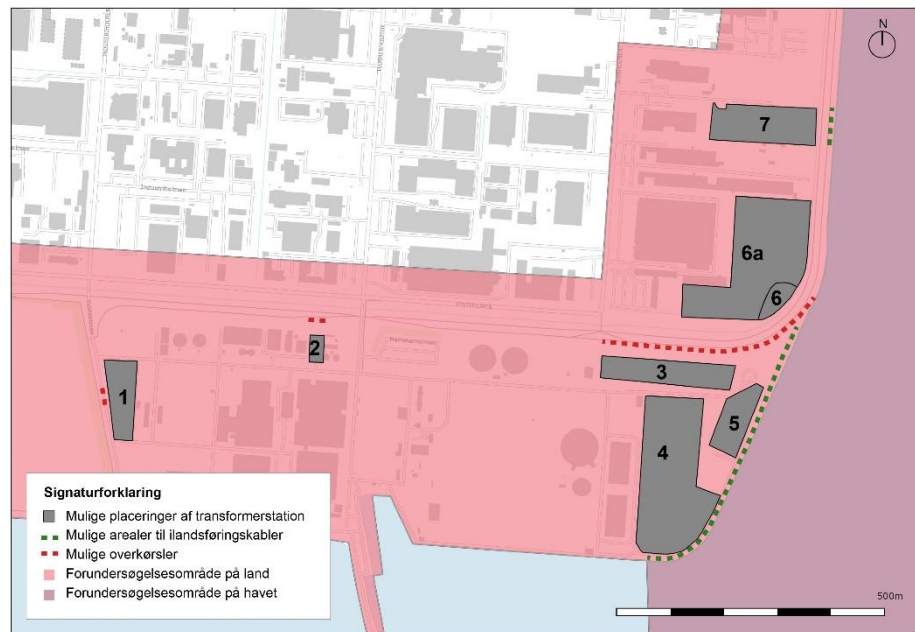 N
7
6a
6
Industriholmen
2
3
1
5
4
Signaturforklaring
Mulige placeringer af transformerstation
Mulige arealer til ilandsføringskabler
Mulige overkørsler
Forundersøgelsesområde på land
Forundersøgelsesområde på havet
500m